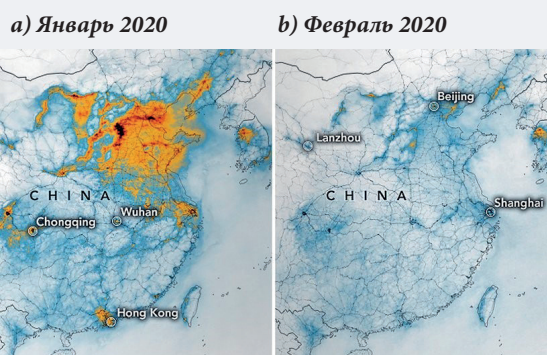 a) Январь 2020
b) Февраль 2020
Beijing
Lanzhou
CHINA
CHINA
Shanghai
Wuhan
Chongqing
Hong Kong